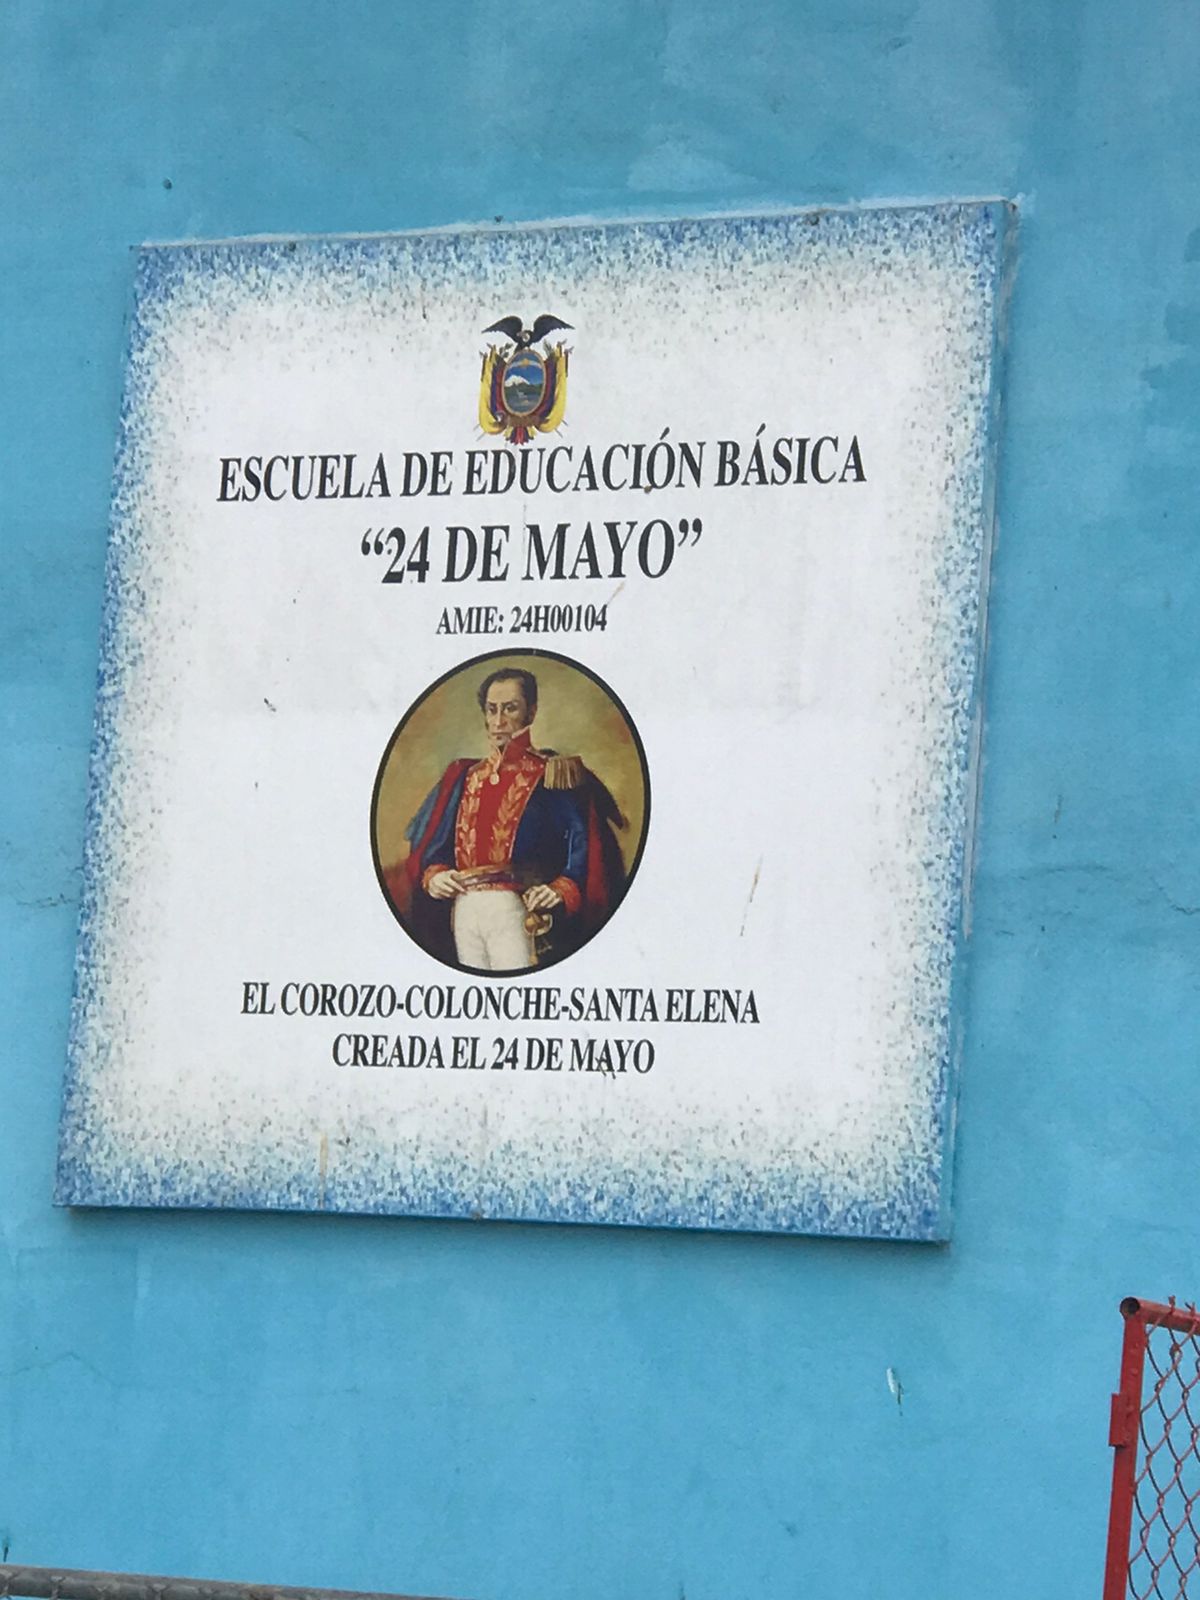 ESCUELA DE EDUCACIÓN BÁSICA
“24 DE MAYO”
AMIE: 24H00104
EL COROZO-COLONCHE-SANTA ELENA
CREADA EL 24 DE MAYO